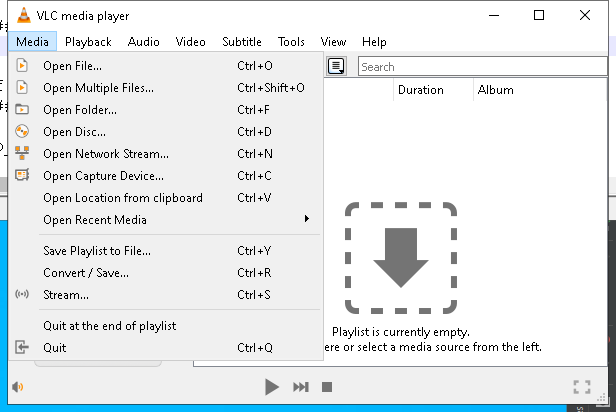 VLC media player
Media Playback Audio Video Subtitle Tools View Help
Open File... Ctrl+O
Search
Open Multiple Files... Ctrl+Shift+O
Duration Album
Open Folder... Ctrl+F
Open Disc... Ctrl+D
Open Network Stream... Ctrl+N
Open Capture Device... Ctrl+C
Open Location from clipboard Ctrl+V
Open Recent Media
Save Playlist to File... Ctrl+Y
Convert / Save... Ctrl+R
Stream... Ctrl+S
Quit at the end of playlist
Quit Ctrl+Q
Playlist is currently empty.
ere or select a media source from the left.